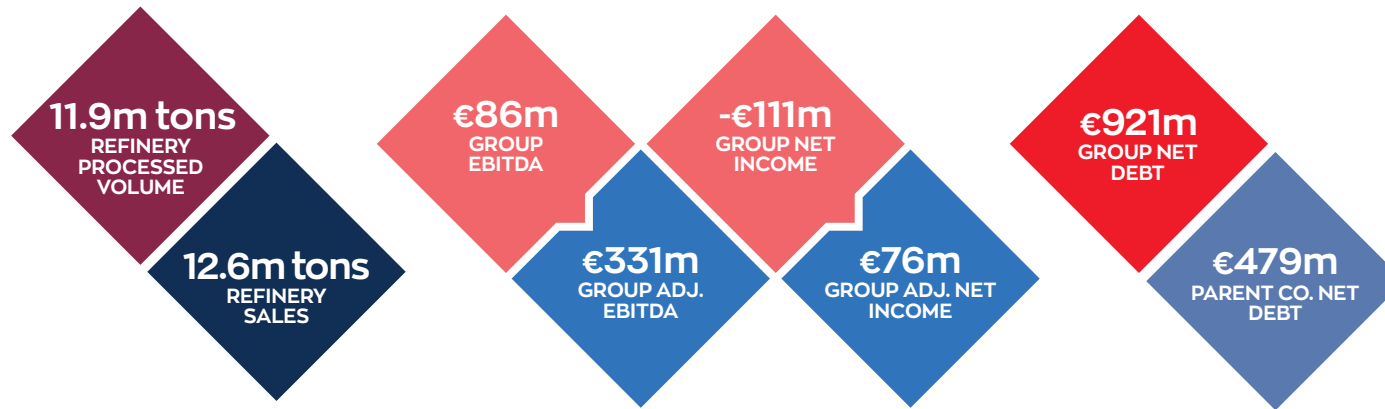 11.9m tons
REFINERY
PROCESSED
VOLUME
12.6m tons
REFINERY
SALES
€86m
GROUP
EBITDA
€331m
GROUP ADJ.
EBITDA
-€111m
GROUP NET
INCOME
€76m
GROUP ADJ. NET
INCOME
€921m
GROUP NET
DEBT
€479m
PARENT CO. NET
DEBT